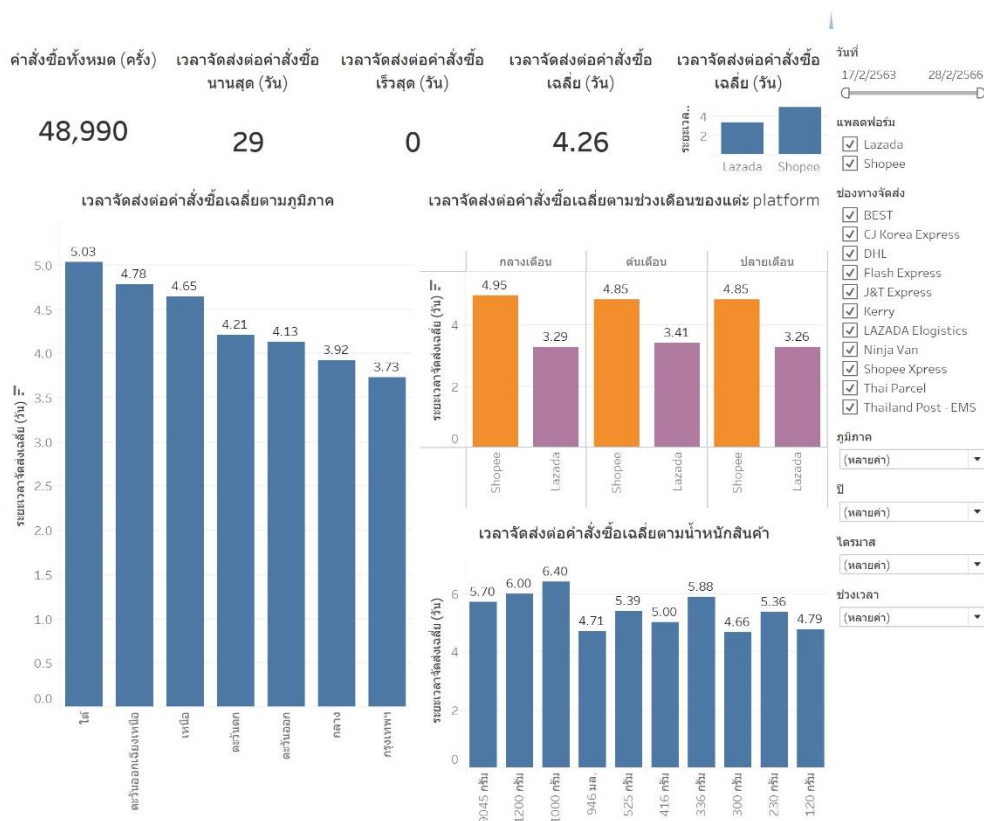 คำสั่งซื้อทั้งหมด (ครั้ง)
48,990
เวลาจัดส่งต่อคำสั่งซื้อ
นานสุด (วัน)
29
เวลาจัดส่งต่อคำสั่งซื้อ
เร็วสุด (วัน)
0
เวลาจัดส่งต่อคำสั่งซื้อ
เฉลี่ย (วัน)
4.26
เวลาจัดส่งต่อคำสั่งซื้อ
เฉลี่ย (วัน)
ระยะเวล..
4
2
Lazada
Shopee
เวลาจัดส่งต่อคำสั่งซื้อเฉลี่ยตามภูมิภาค
ระยะเวลาจัดส่งเฉลี่ย (วัน)
5.0
4.5
4.0
3.5
3.0
2.5
2.0
1.5
1.0
0.5
0.0
5.03
4.78
4.65
4.21
4.13
3.92
3.73
ใต้
ตะวันออกเฉียงเหนือ
เหนือ
ตะวันตก
ตะวันออก
กลาง
กรุงเทพฯ
เวลาจัดส่งต่อคำสั่งซื้อเฉลี่ยตามช่วงเดือนของแต่ะ platform
กลางเดือน
ต้นเดือน
ปลายเดือน
ระยะเวลาจัดส่งเฉลี่ย (วัน)
4
2
0
4.95
3.29
4.85
3.41
4.85
3.26
Shopee
Lazada
Shopee
Lazada
Shopee
Lazada
เวลาจัดส่งต่อคำสั่งซื้อเฉลี่ยตามน้ำหนักสินค้า
ระยะเวลาจัดส่งเฉลี่ย (วัน)
6
4
2
0
5.70
6.00
6.40
4.71
5.39
5.00
5.88
4.66
5.36
4.79
9045 กรัม
1200 กรัม
1000 กรัม
946 มล.
525 กรัม
416 กรัม
336 กรัม
300 กรัม
230 กรัม
120 กรัม
วันที่
17/2/2563
28/2/2566
แพลตฟอร์ม
Lazada
Shopee
ช่องทางจัดส่ง
BEST
CJ Korea Express
DHL
Flash Express
J&T Express
Kerry
LAZADA Elogistics
Ninja Van
Shopee Xpress
Thai Parcel
Thailand Post - EMS
ภูมิภาค
(หลายค่า)
ปี
(หลายค่า)
ไตรมาส
(หลายค่า)
ช่วงเวลา
(หลายค่า)